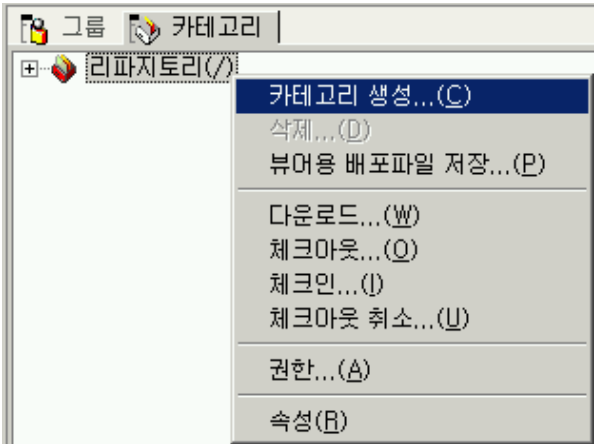 그룹 카테고리
리파지토리(/)
카테고리 생성...(C)
삭제...(D)
뷰어용 배포파일 저장...(P)
다운로드...(W)
체크아웃...(O)
체크인...(I)
체크아웃 취소...(U)
권한...(A)
속성(R)